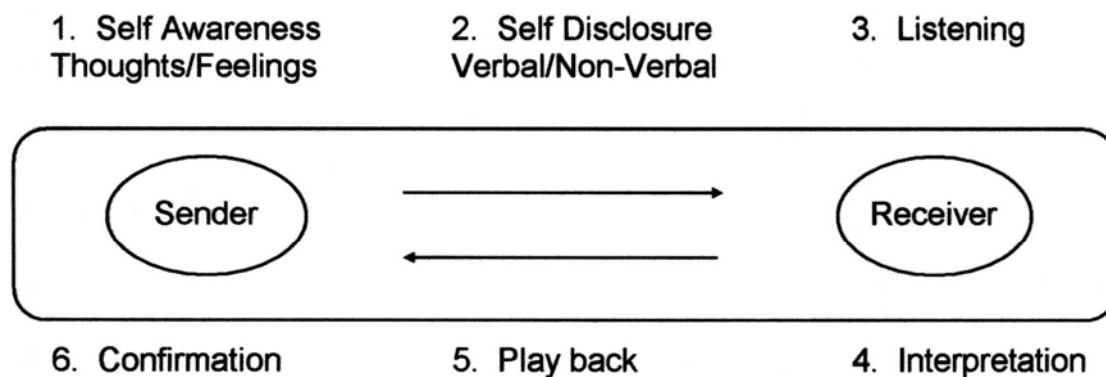 1. Self Awareness
Thoughts/Feelings
2. Self Disclosure
Verbal/Non-Verbal
3. Listening
Sender
Receiver
6. Confirmation
5. Play back
4. Interpretation